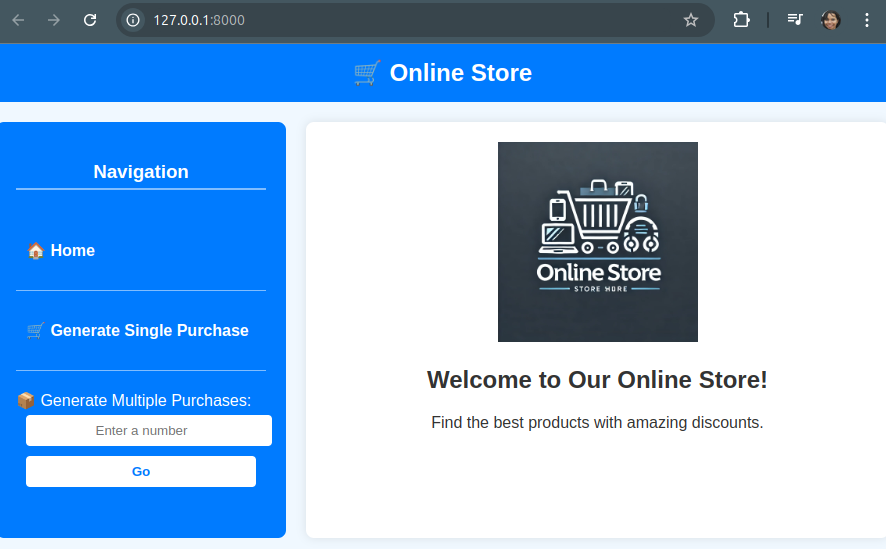 127.0.0.1:8000
🛒 Online Store
Navigation
🏠 Home
🛒 Generate Single Purchase
📦 Generate Multiple Purchases:
Enter a number
Go
Online Store
STORE MORE
Welcome to Our Online Store!
Find the best products with amazing discounts.